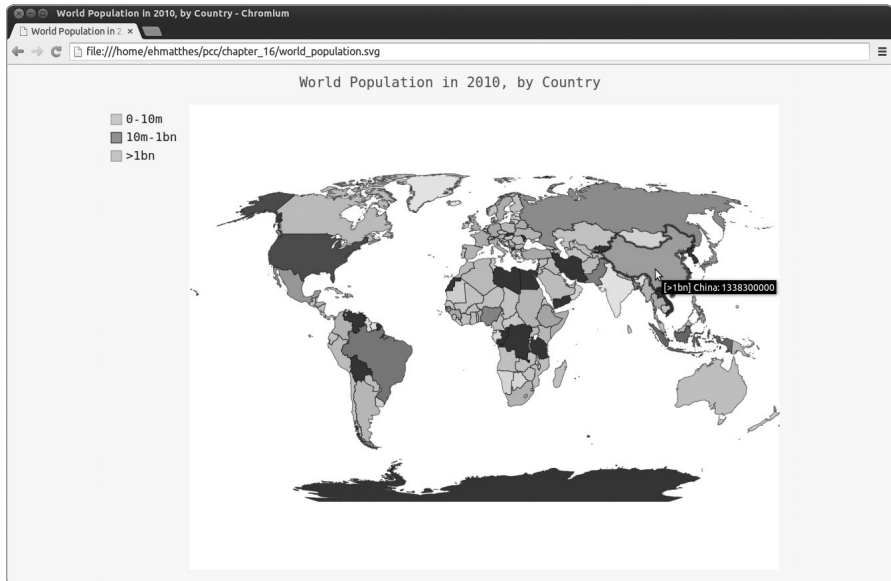 World Population in 2010, by Country - Chromium
World Population in 2
file:///home/ehmatthes/pcc/chapter_16/world_population.svg
World Population in 2010, by Country
0-10m
10m-1bn
>1bn
[>1bn] China: 1338300000